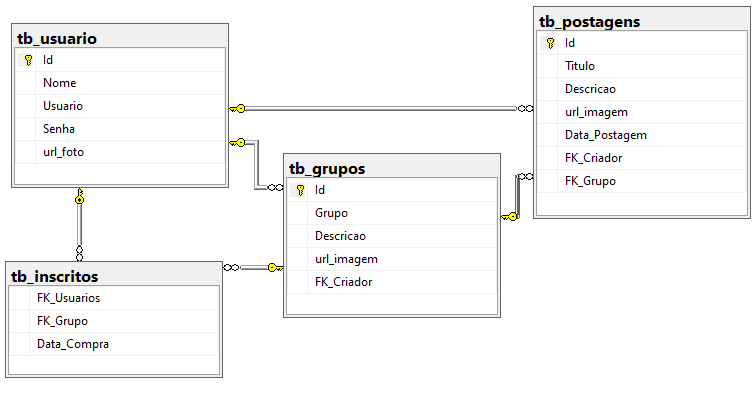 tb_usuario
Id
Nome
Usuario
Senha
url_foto
tb_postagens
Id
Titulo
Descricao
url_imagem
Data_Postagem
FK_Criador
FK_Grupo
tb_grupos
Id
Grupo
Descricao
url_imagem
FK_Criador
tb_inscritos
FK_Usuarios
FK_Grupo
Data_Compra